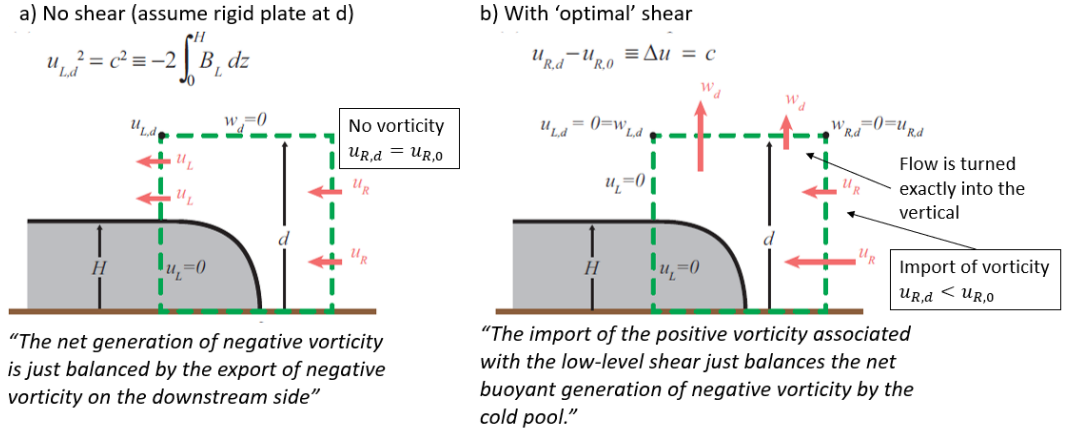 a) No shear (assume rigid plate at d)
u_{L,d}² = c² ≡ −2 ∫₀ᴴ B_L dz
u_{L,d}
w_d=0
No vorticity
u_{R,d} = u_{R,0}
u_L
u_L
u_R
u_R
d
H
u_L=0
"The net generation of negative vorticity
is just balanced by the export of negative
vorticity on the downstream side"
b) With 'optimal' shear
u_{R,d} − u_{R,0} ≡ Δu = c
w_d
w_d
u_{L,d} = 0=w_{L,d}
w_{R,d}=0=u_{R,d}
Flow is turned
exactly into the
vertical
u_L=0
u_R
d
u_R
H
u_L=0
Import of vorticity
u_{R,d} < u_{R,0}
"The import of the positive vorticity associated
with the low-level shear just balances the net
buoyant generation of negative vorticity by the
cold pool."